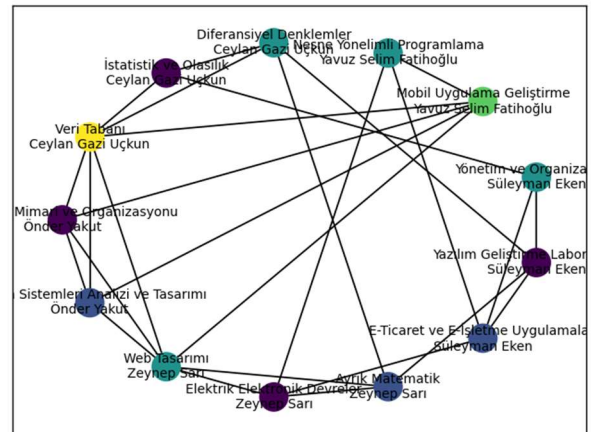 Diferansiyel Denklemler
Ceylan Gazi Uçkun
Nesne Yönelimli Programlama
Yavuz Selim Fatihoğlu
İstatistik ve Olasılık
Ceylan Gazi Uçkun
Mobil Uygulama Geliştirme
Yavuz Selim Fatihoğlu
Veri Tabanı
Ceylan Gazi Uçkun
Yönetim ve Organiza
Süleyman Eken
Mimari ve Organizasyonu
Önder Yakut
Yazılım Geliştirme Labor
Süleyman Eken
Sistemleri Analizi ve Tasarımı
Önder Yakut
E-Ticaret ve E-İşletme Uygulamala
Süleyman Eken
Web Tasarımı
Zeynep Sarı
Ayrık Matematik
Zeynep Sarı
Elektrik Elektronik Devreler
Zeynep Sarı